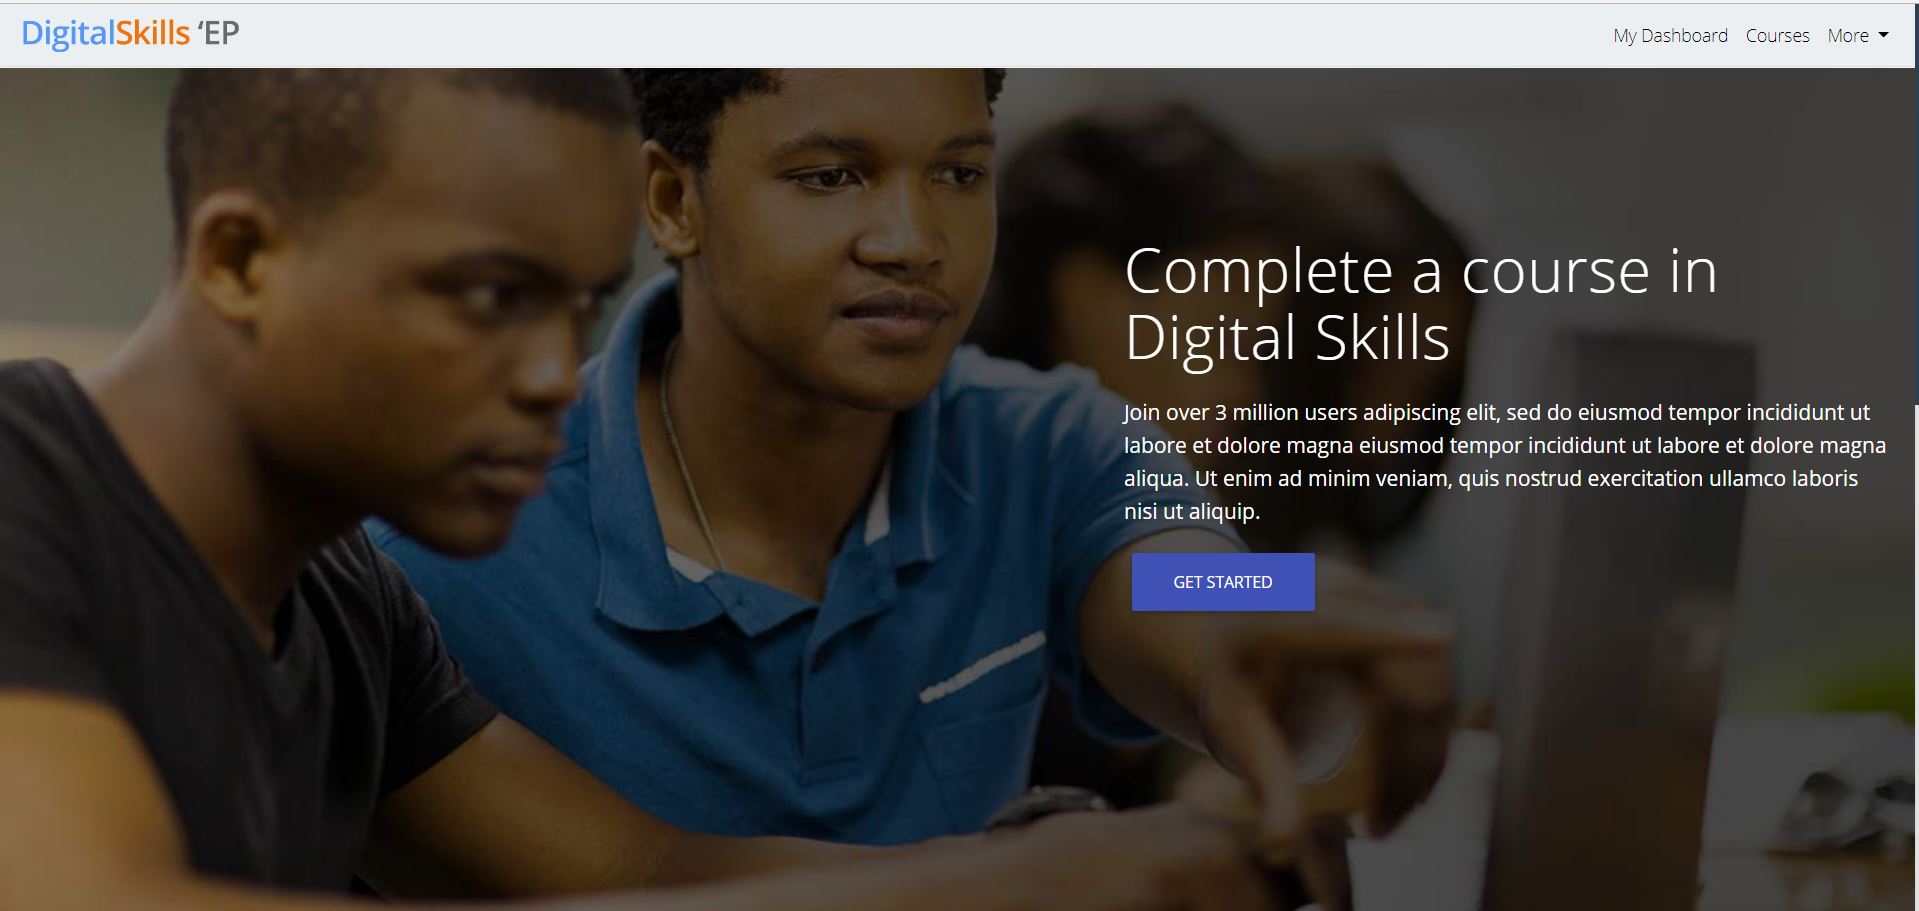 DigitalSkills ‘EP
My Dashboard Courses More
Complete a course in
Digital Skills
Join over 3 million users adipiscing elit, sed do eiusmod tempor incididunt ut
labore et dolore magna eiusmod tempor incididunt ut labore et dolore magna
aliqua. Ut enim ad minim veniam, quis nostrud exercitation ullamco laboris
nisi ut aliquip.
GET STARTED